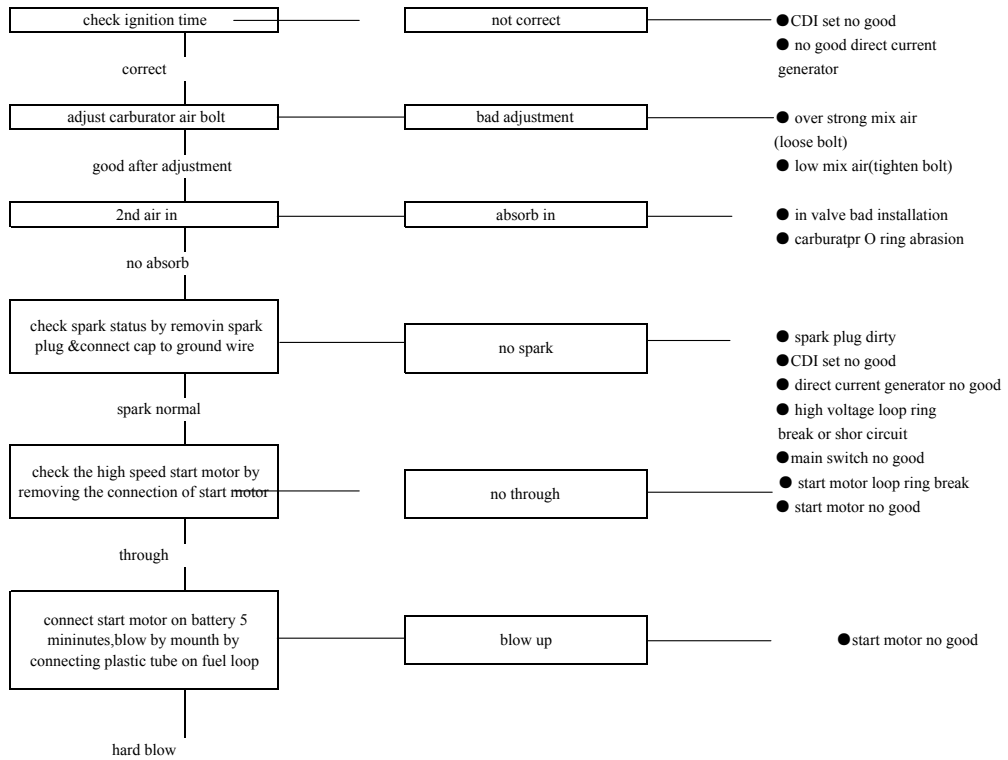 check ignition time
not correct
●CDI set no good
● no good direct current
generator
correct
adjust carburator air bolt
bad adjustment
● over strong mix air
(loose bolt)
● low mix air(tighten bolt)
good after adjustment
2nd air in
absorb in
● in valve bad installation
● carburatpr O ring abrasion
no absorb
check spark status by removin spark
plug &connect cap to ground wire
no spark
● spark plug dirty
●CDI set no good
● direct current generator no good
● high voltage loop ring
break or shor circuit
●main switch no good
spark normal
check the high speed start motor by
removing the connection of start motor
no through
● start motor loop ring break
● start motor no good
through
connect start motor on battery 5
mininutes,blow by mounth by
connecting plastic tube on fuel loop
blow up
●start motor no good
hard blow